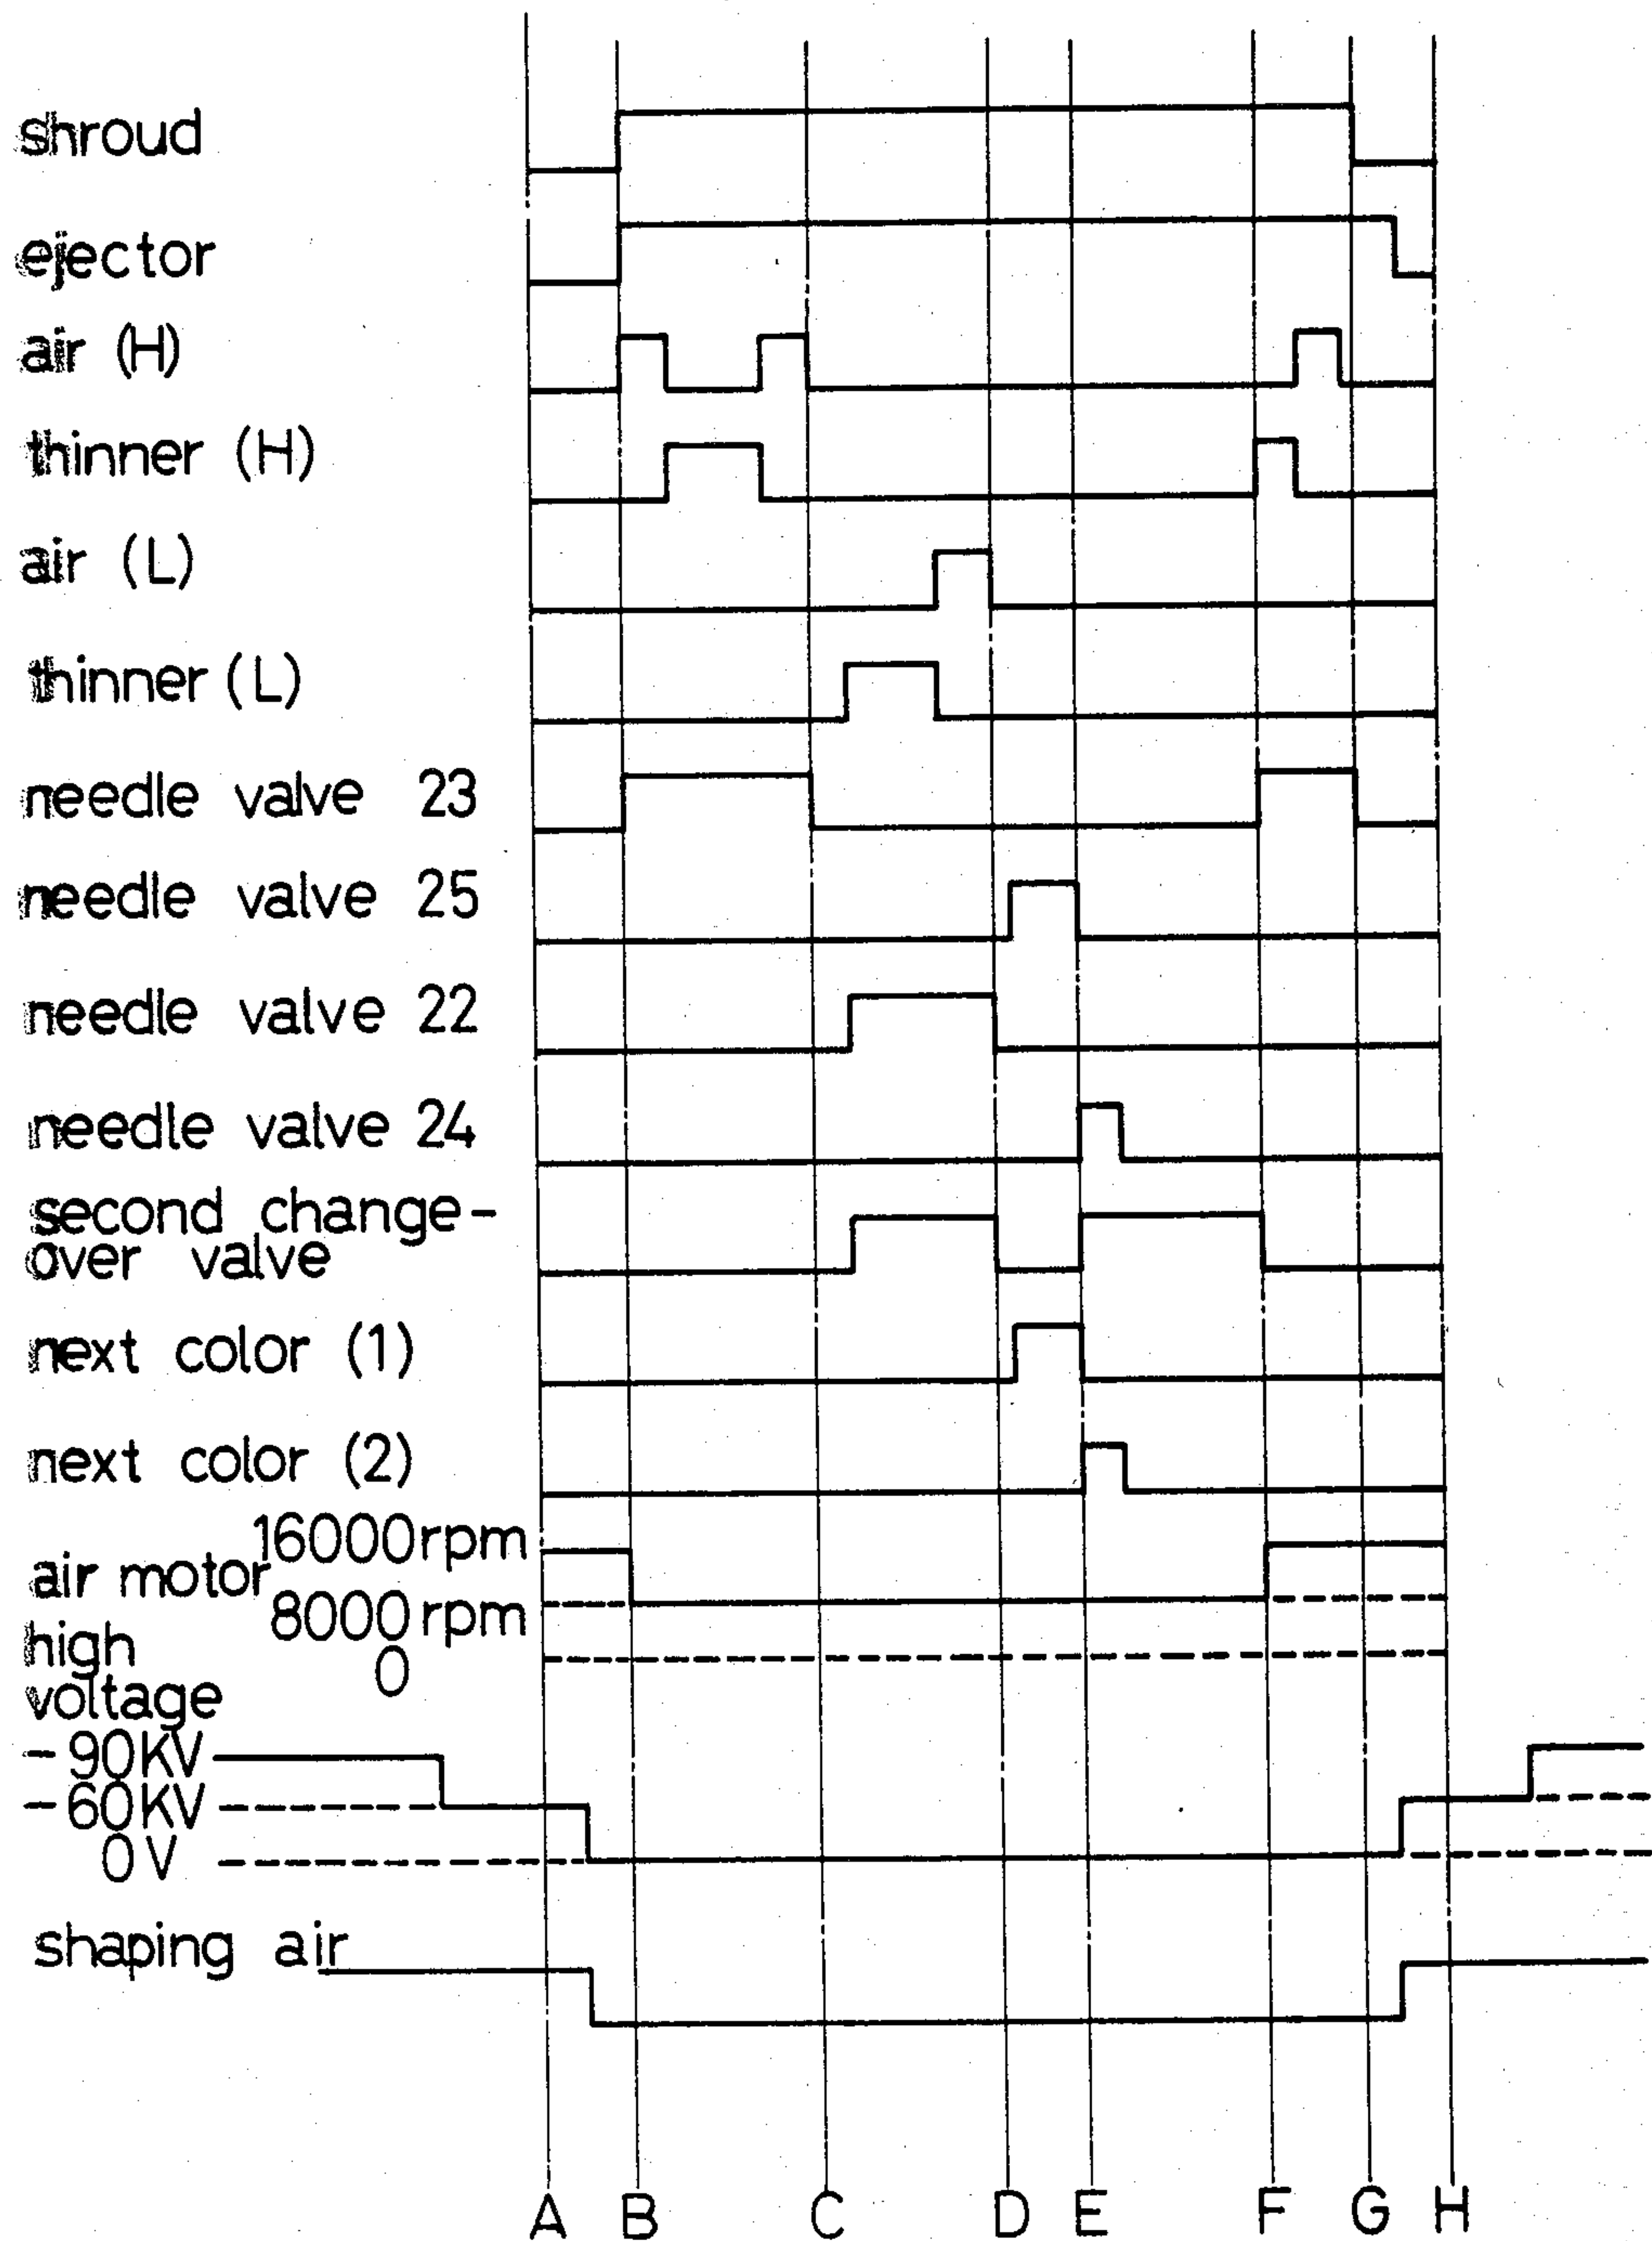 shroud
ejector
air (H)
thinner (H)
air (L)
thinner (L)
needle valve 23
needle valve 25
needle valve 22
needle valve 24
second change-
over valve
next color (1)
next color (2)
16000rpm
air motor
8000rpm
high
voltage
0
-90KV
-60KV
0V
shaping air
A B C D E F G H